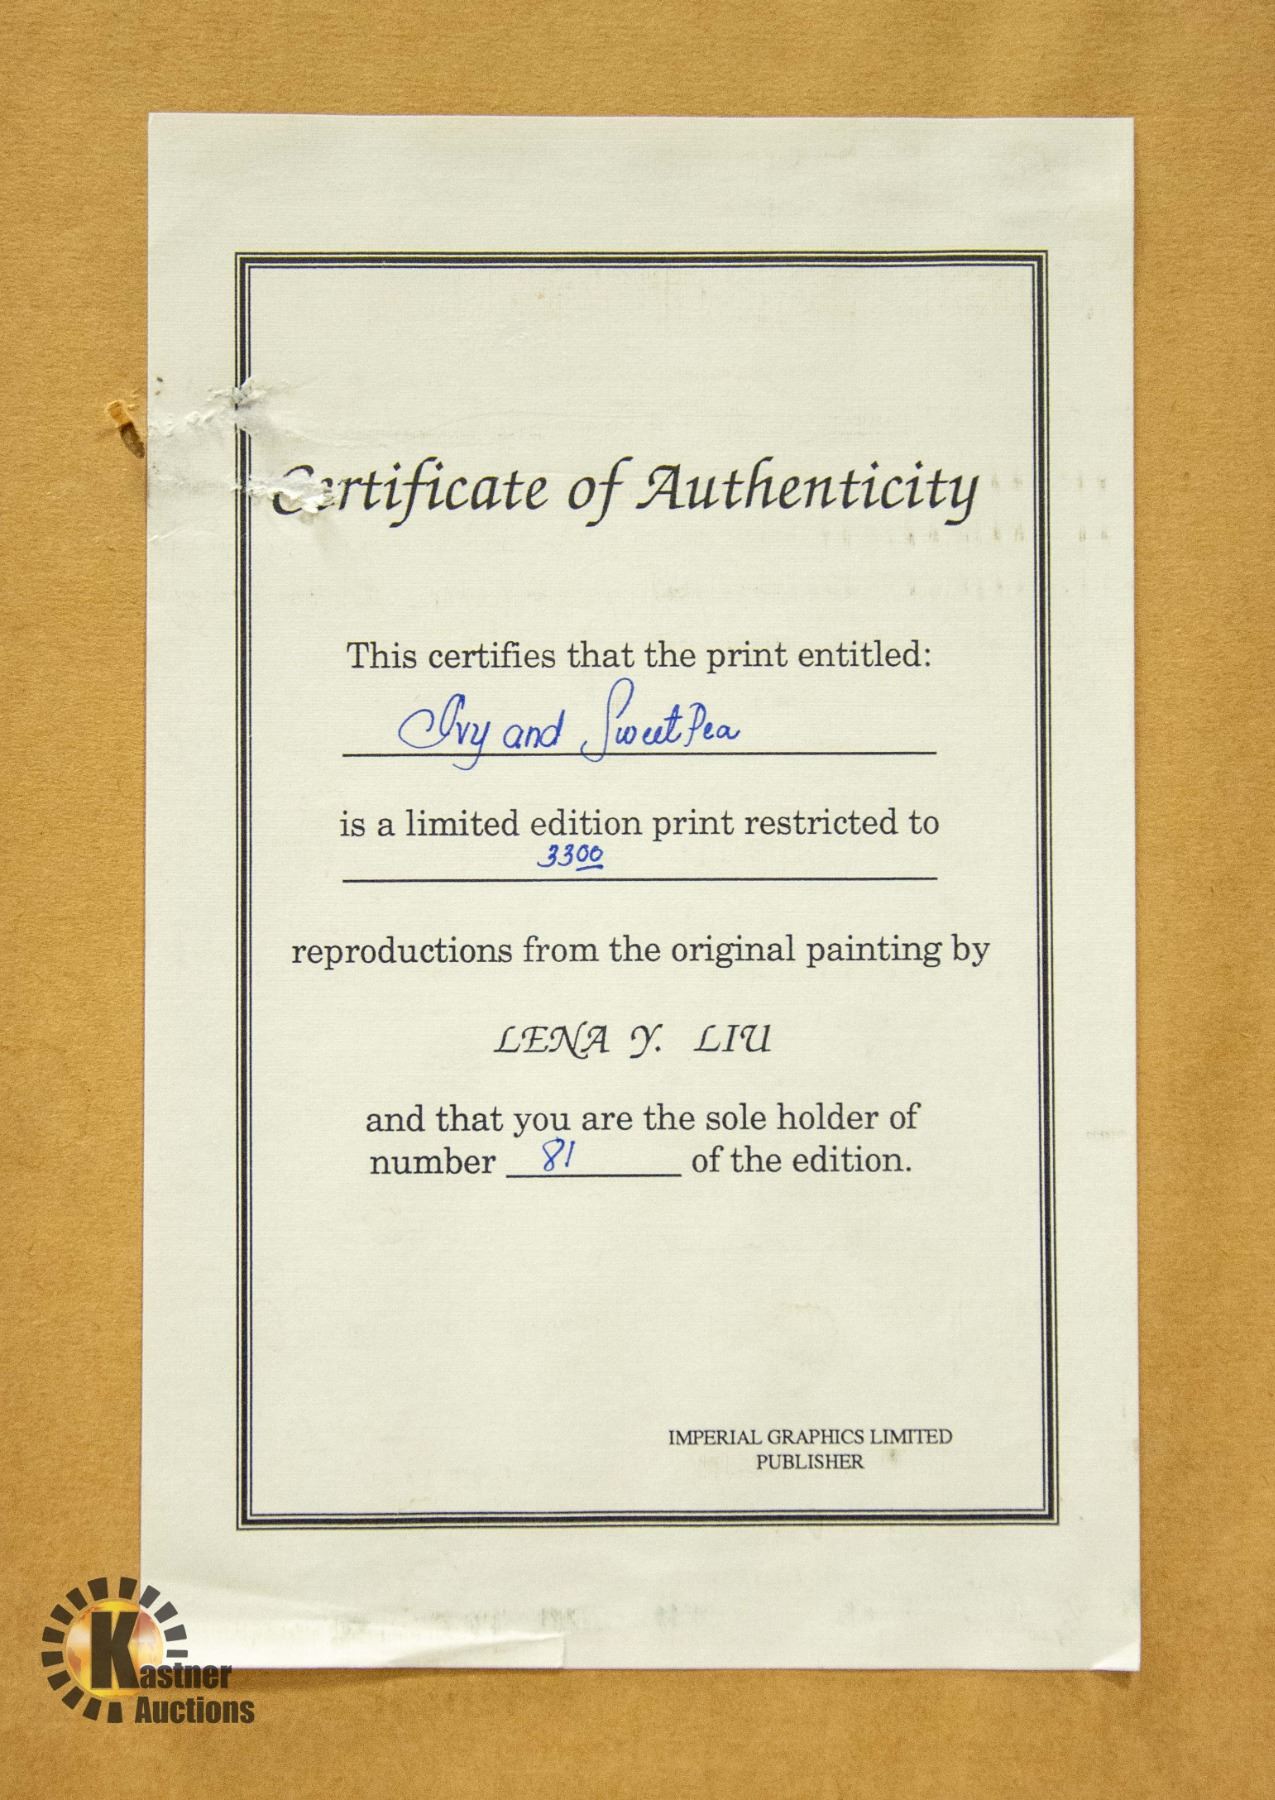 Certificate of Authenticity
This certifies that the print entitled:
Ivy and Sweet Pea
is a limited edition print restricted to
3300
reproductions from the original painting by
LENA Y. LIU
and that you are the sole holder of
number 81 of the edition.
IMPERIAL GRAPHICS LIMITED
PUBLISHER
Kastner
Auctions